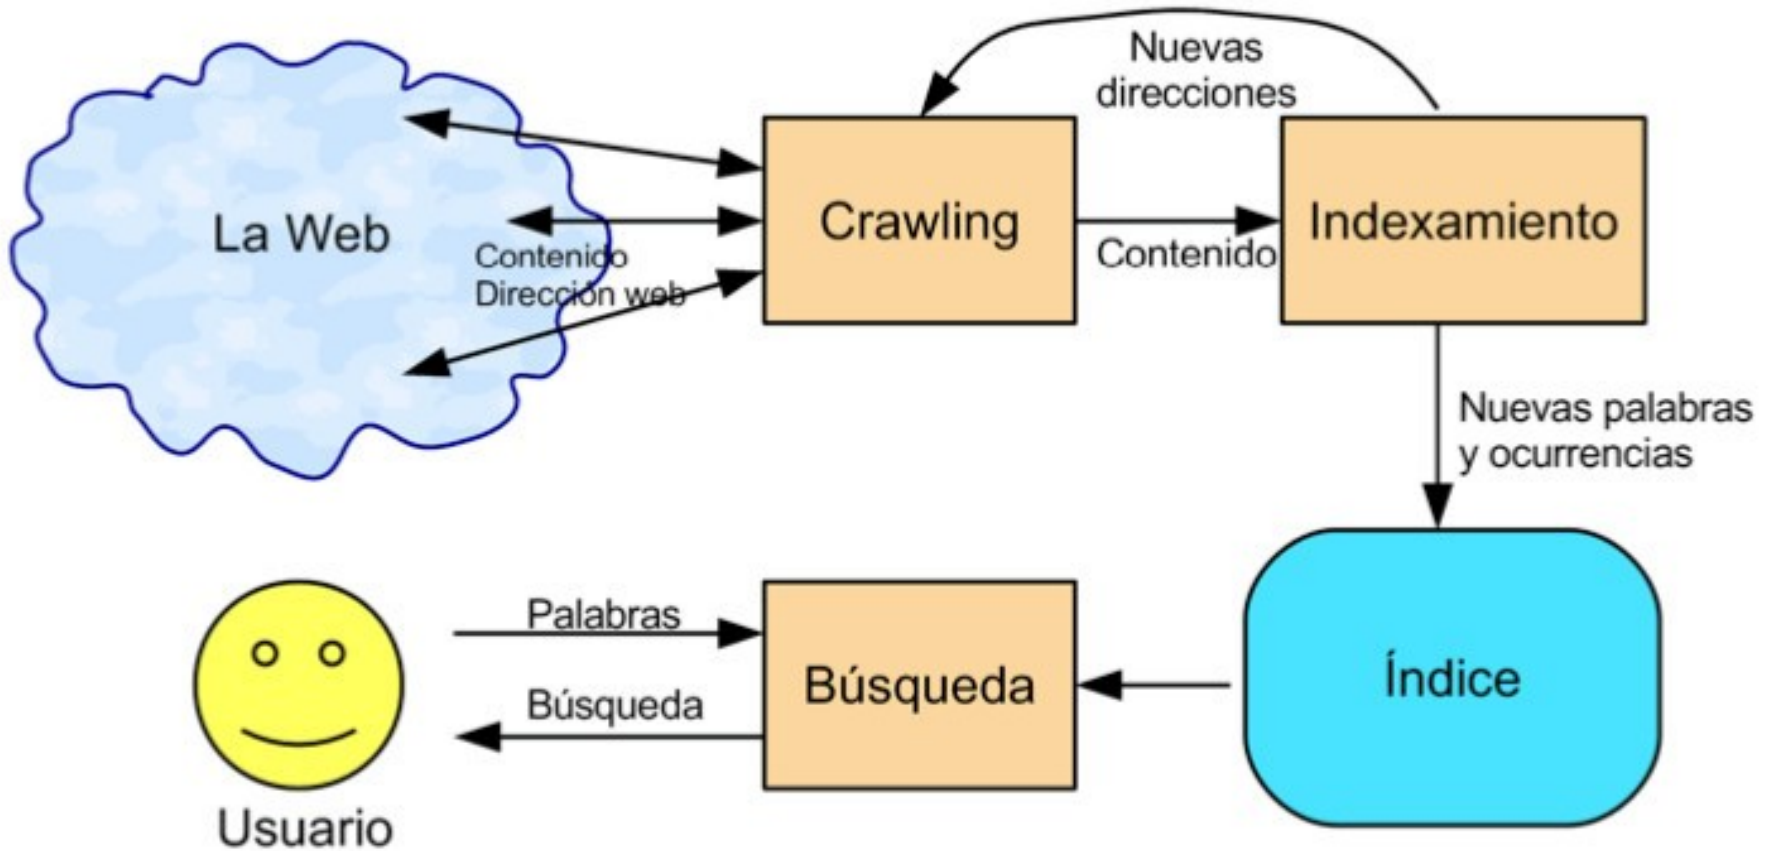 Nuevas
direcciones
La Web
Contenido
Dirección web
Crawling
Contenido
Indexamiento
Nuevas palabras
y ocurrencias
Palabras
Búsqueda
Búsqueda
Índice
Usuario